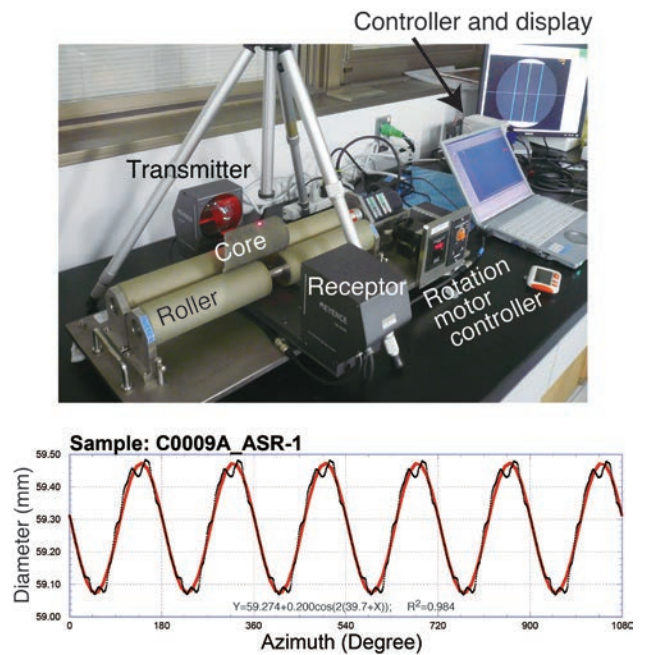 Controller and display
Transmitter
Core
Roller
Receptor
KEYENCE
Rotation
motor
controller
Sample: C0009A_ASR-1
Diameter (mm)
59.50
59.40
59.30
59.20
59.10
59.00
Y=59.274+0.200cos(2(39.7+X)); R²=0.984
0 180 360 540 720 900 1080
Azimuth (Degree)